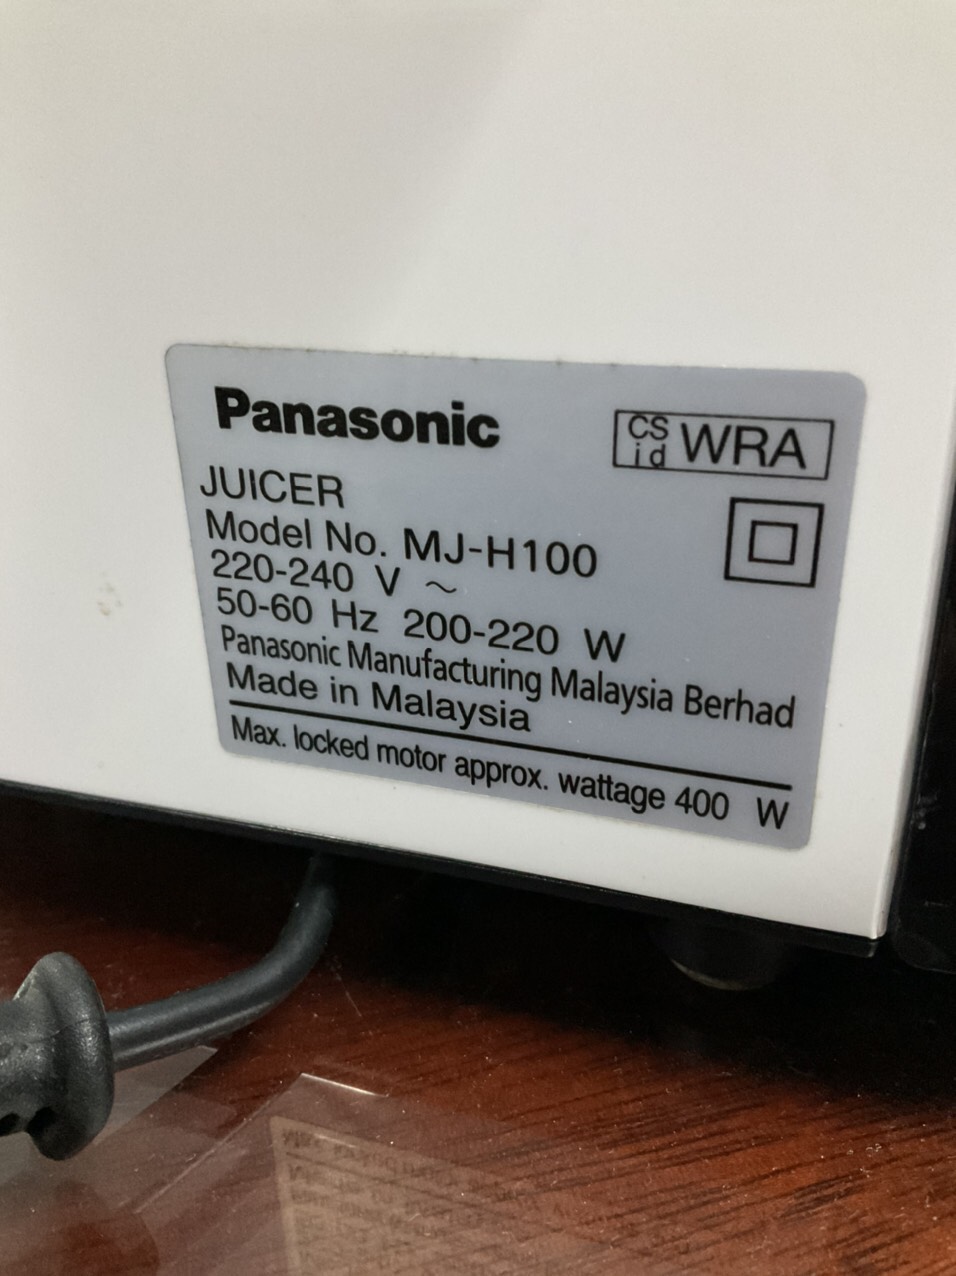 Panasonic
CS
id WRA
JUICER
Model No. MJ-H100
220-240 V ~
50-60 Hz 200-220 W
Panasonic Manufacturing Malaysia Berhad
Made in Malaysia
Max. locked motor approx. wattage 400 W